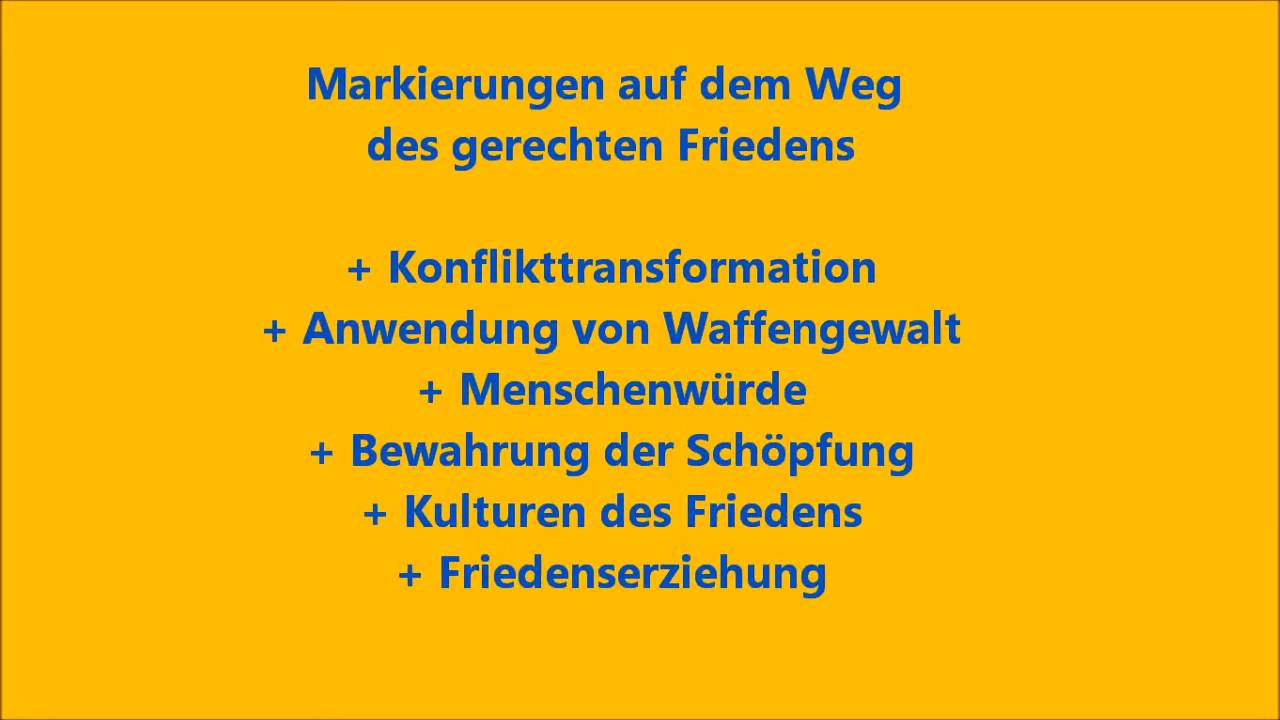 Markierungen auf dem Weg
des gerechten Friedens
+ Konflikttransformation
+ Anwendung von Waffengewalt
+ Menschenwürde
+ Bewahrung der Schöpfung
+ Kulturen des Friedens
+ Friedenserziehung